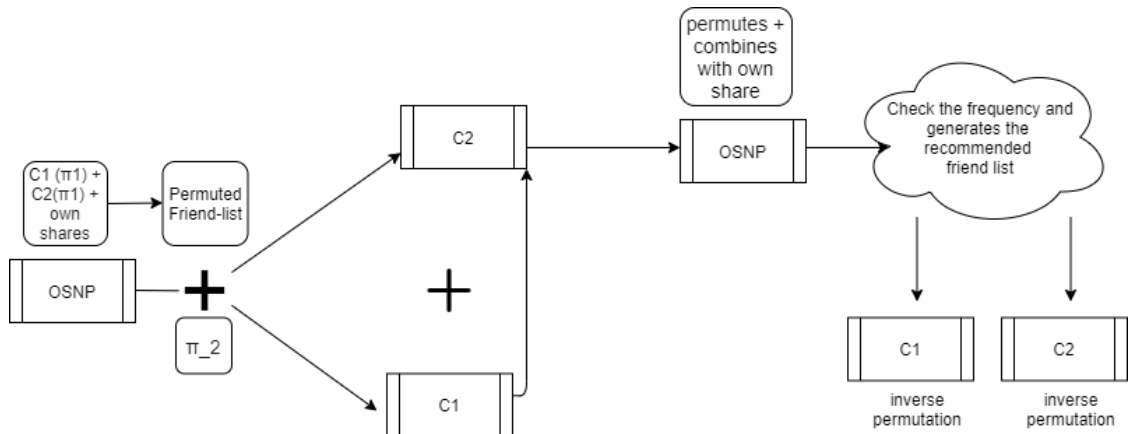 C1 (π1) +
C2(π1) +
own
shares
Permuted
Friend-list
OSNP
π_2
C2
C1
permutes +
combines
with own
share
OSNP
Check the frequency and
generates the
recommended
friend list
C1
inverse
permutation
C2
inverse
permutation